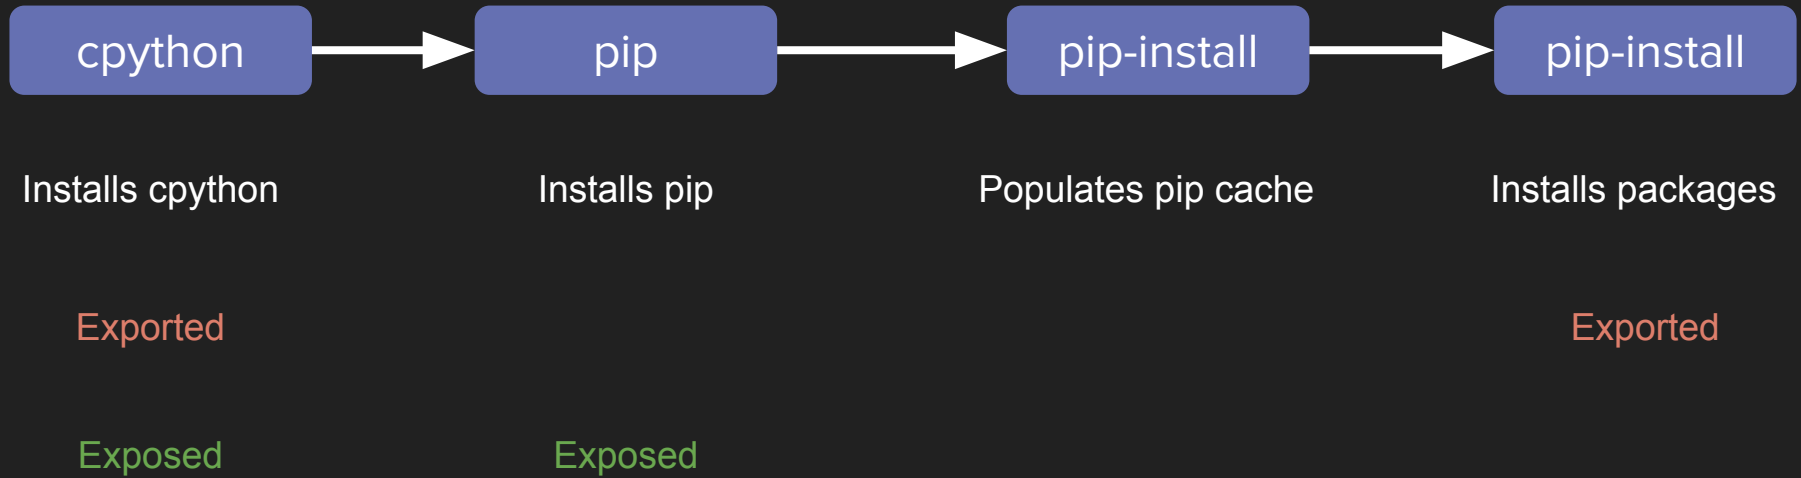 cpython
pip
pip-install
pip-install
Installs cpython
Installs pip
Populates pip cache
Installs packages
Exported
Exported
Exposed
Exposed